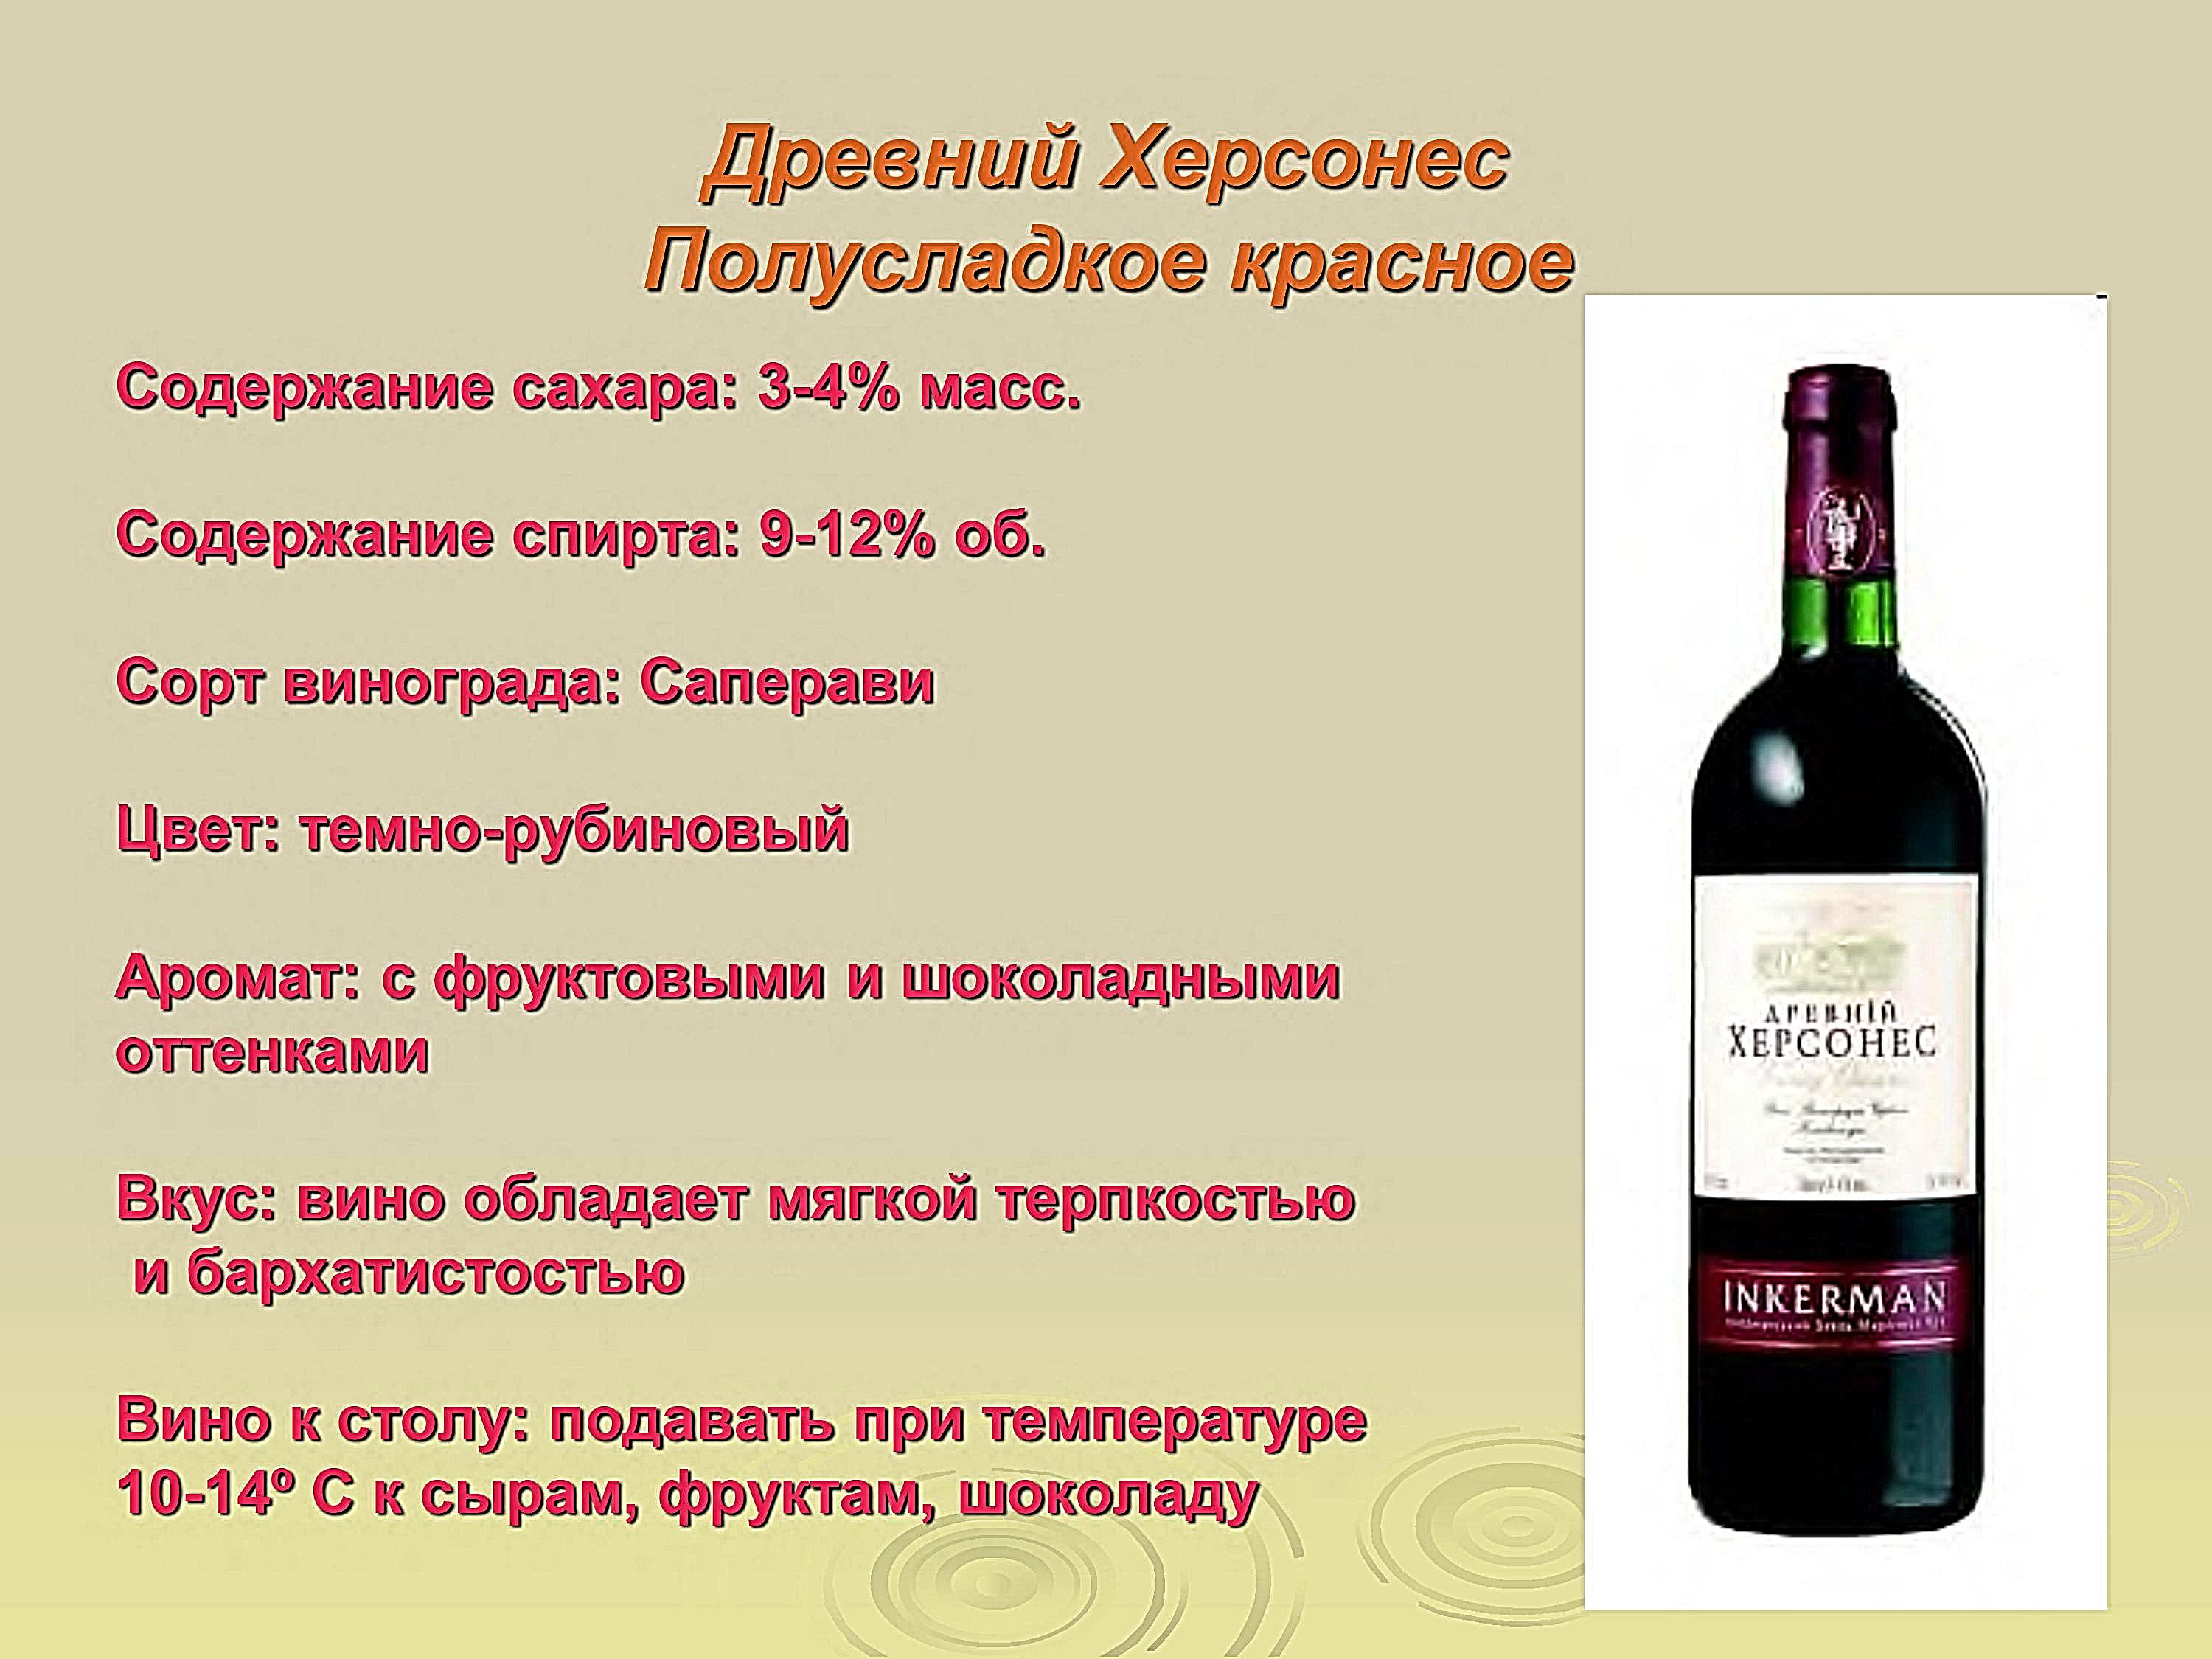 Древний Херсонес
Полусладкое красное
Содержание сахара: 3-4% масс.
Содержание спирта: 9-12% об.
Сорт винограда: Саперави
Цвет: темно-рубиновый
Аромат: с фруктовыми и шоколадными
оттенками
Вкус: вино обладает мягкой терпкостью
и бархатистостью
Вино к столу: подавать при температуре
10-14º С к сырам, фруктам, шоколаду
ДРЕВНІЙ
ХЕРСОНЕС
INKERMAN